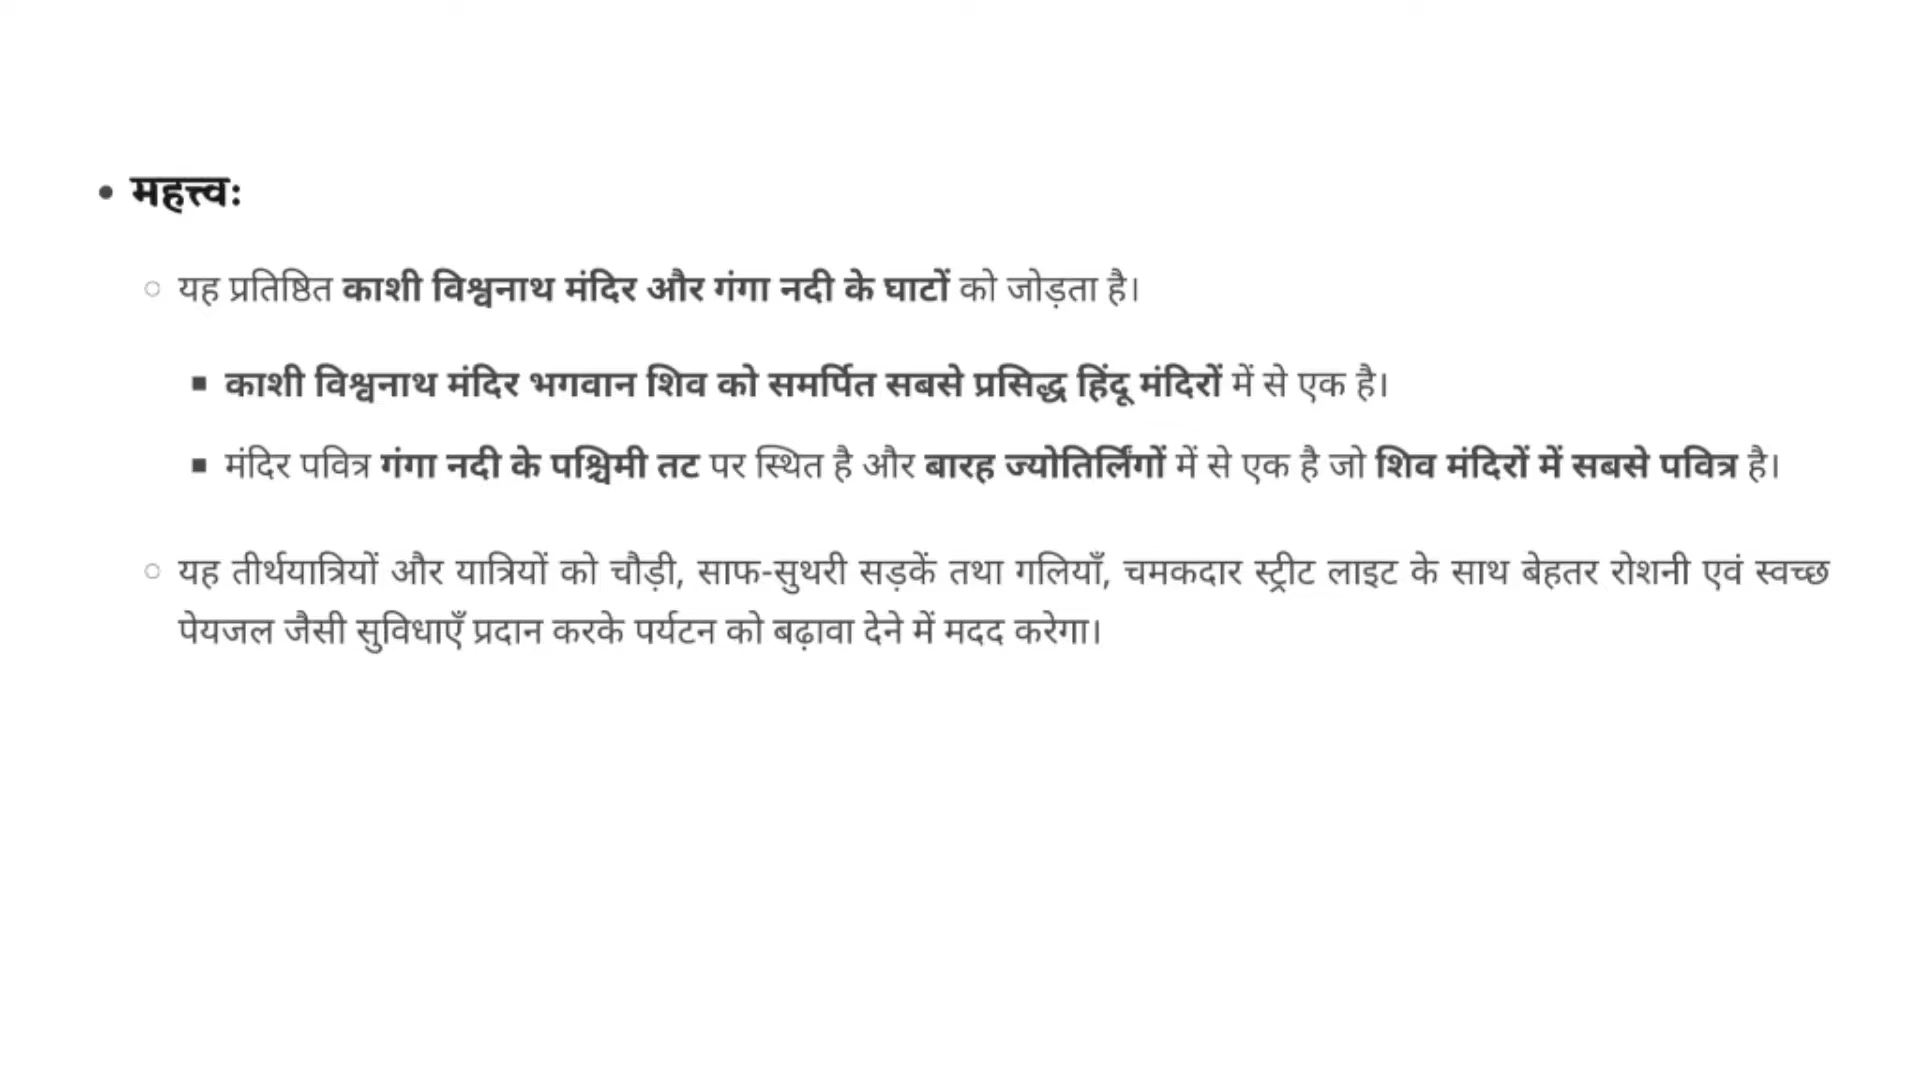 • महत्त्व:
○ यह प्रतिष्ठित काशी विश्वनाथ मंदिर और गंगा नदी के घाटों को जोड़ता है।
▪ काशी विश्वनाथ मंदिर भगवान शिव को समर्पित सबसे प्रसिद्ध हिंदू मंदिरों में से एक है।
▪ मंदिर पवित्र गंगा नदी के पश्चिमी तट पर स्थित है और बारह ज्योतिर्लिंगों में से एक है जो शिव मंदिरों में सबसे पवित्र है।
○ यह तीर्थयात्रियों और यात्रियों को चौड़ी, साफ-सुथरी सड़कें तथा गलियाँ, चमकदार स्ट्रीट लाइट के साथ बेहतर रोशनी एवं स्वच्छ
पेयजल जैसी सुविधाएँ प्रदान करके पर्यटन को बढ़ावा देने में मदद करेगा।